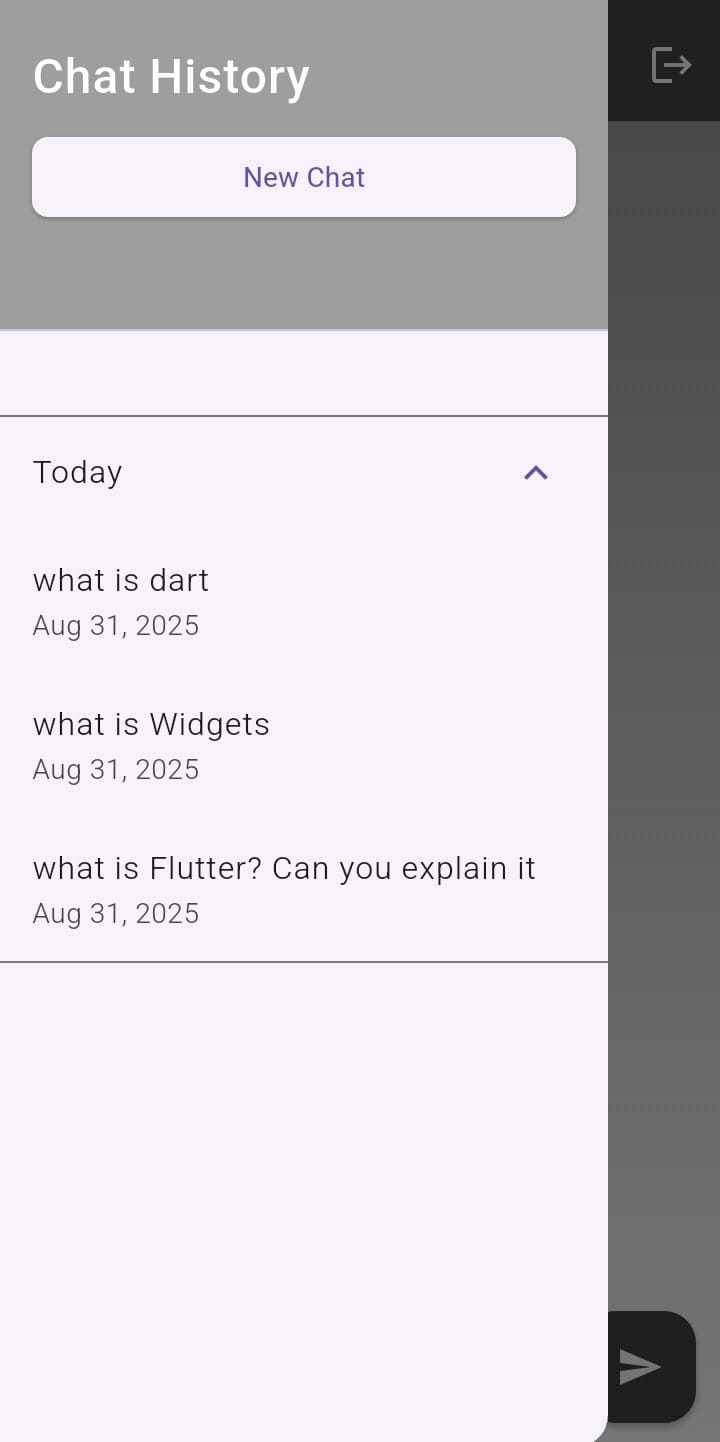 Chat History
New Chat
Today
what is dart
Aug 31, 2025
what is Widgets
Aug 31, 2025
what is Flutter? Can you explain it
Aug 31, 2025